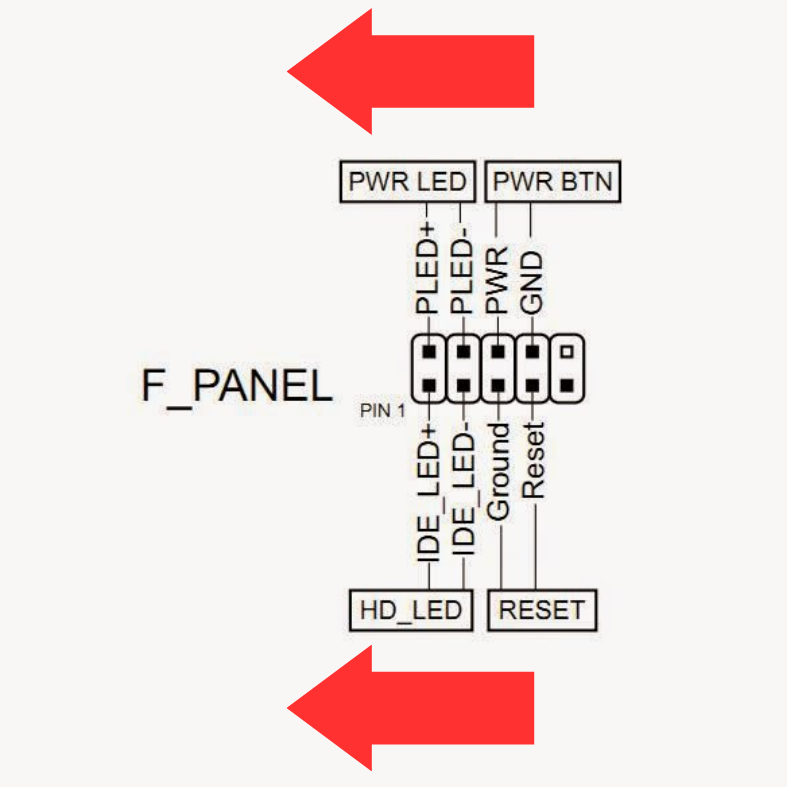 PWR LED
PWR BTN
PLED+
PLED-
PWR
GND
F_PANEL
PIN 1
IDE_LED+
IDE_LED-
Ground
Reset
HD_LED
RESET